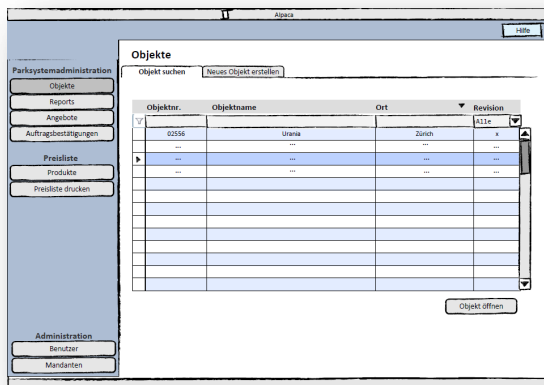 Alpaca
Hilfe
Objekte
Parksystemadministration
Objekt suchen
Neues Objekt erstellen
Objekte
Reports
Angebote
Auftragsbestätigungen
Preisliste
Produkte
Preisliste drucken
Administration
Benutzer
Mandanten
Objektnr. Objektname Ort Revision
Alle
02556 Urania Zürich x
... ... ... ...
... ... ... ...
... ... ... ...
Objekt öffnen